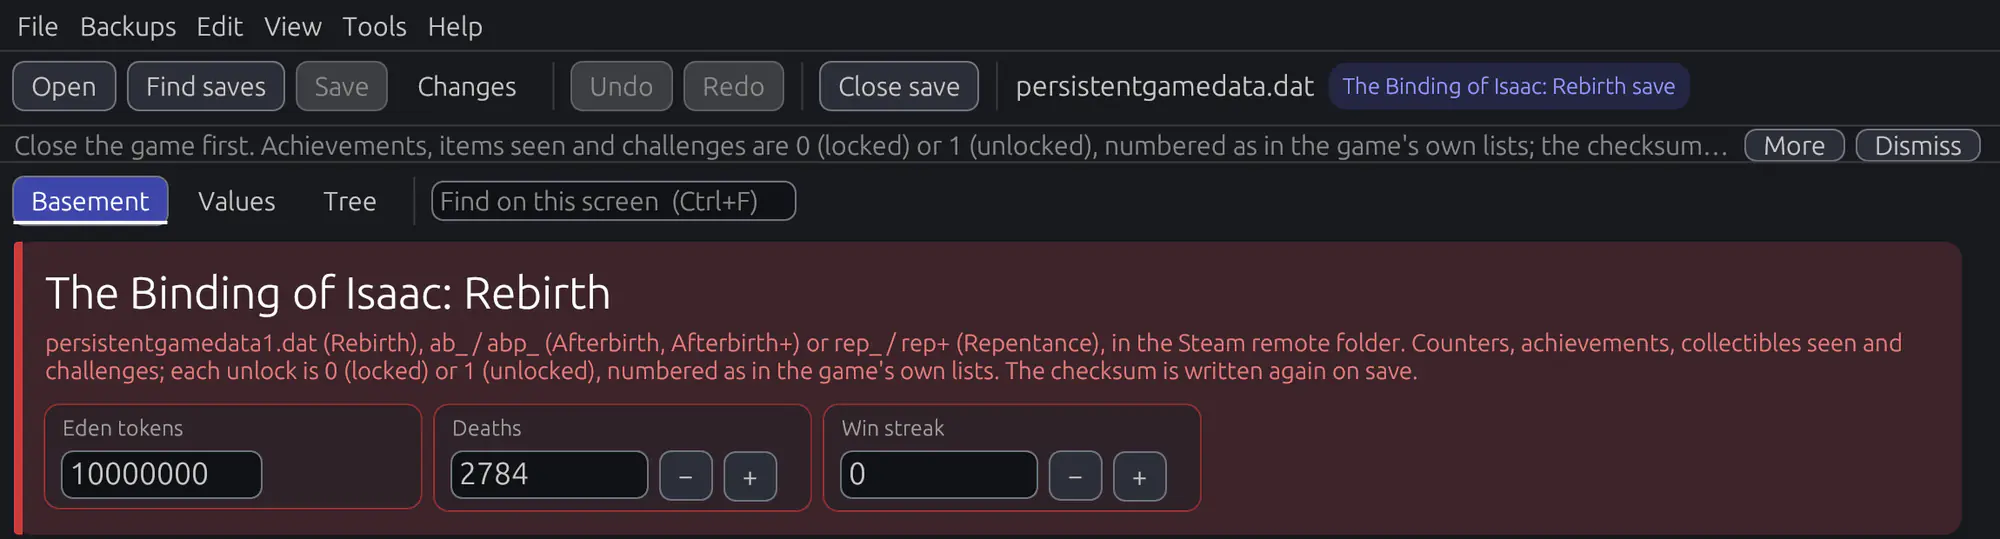 File Backups Edit View Tools Help
Open Find saves Save Changes Undo Redo Close save persistentgamedata.dat The Binding of Isaac: Rebirth save
Close the game first. Achievements, items seen and challenges are 0 (locked) or 1 (unlocked), numbered as in the game's own lists; the checksum... More Dismiss
Basement Values Tree Find on this screen (Ctrl+F)
The Binding of Isaac: Rebirth
persistentgamedata1.dat (Rebirth), ab_ / abp_ (Afterbirth, Afterbirth+) or rep_ / rep+ (Repentance), in the Steam remote folder. Counters, achievements, collectibles seen and
challenges; each unlock is 0 (locked) or 1 (unlocked), numbered as in the game's own lists. The checksum is written again on save.
Eden tokens Deaths Win streak
10000000 2784 − + 0 − +